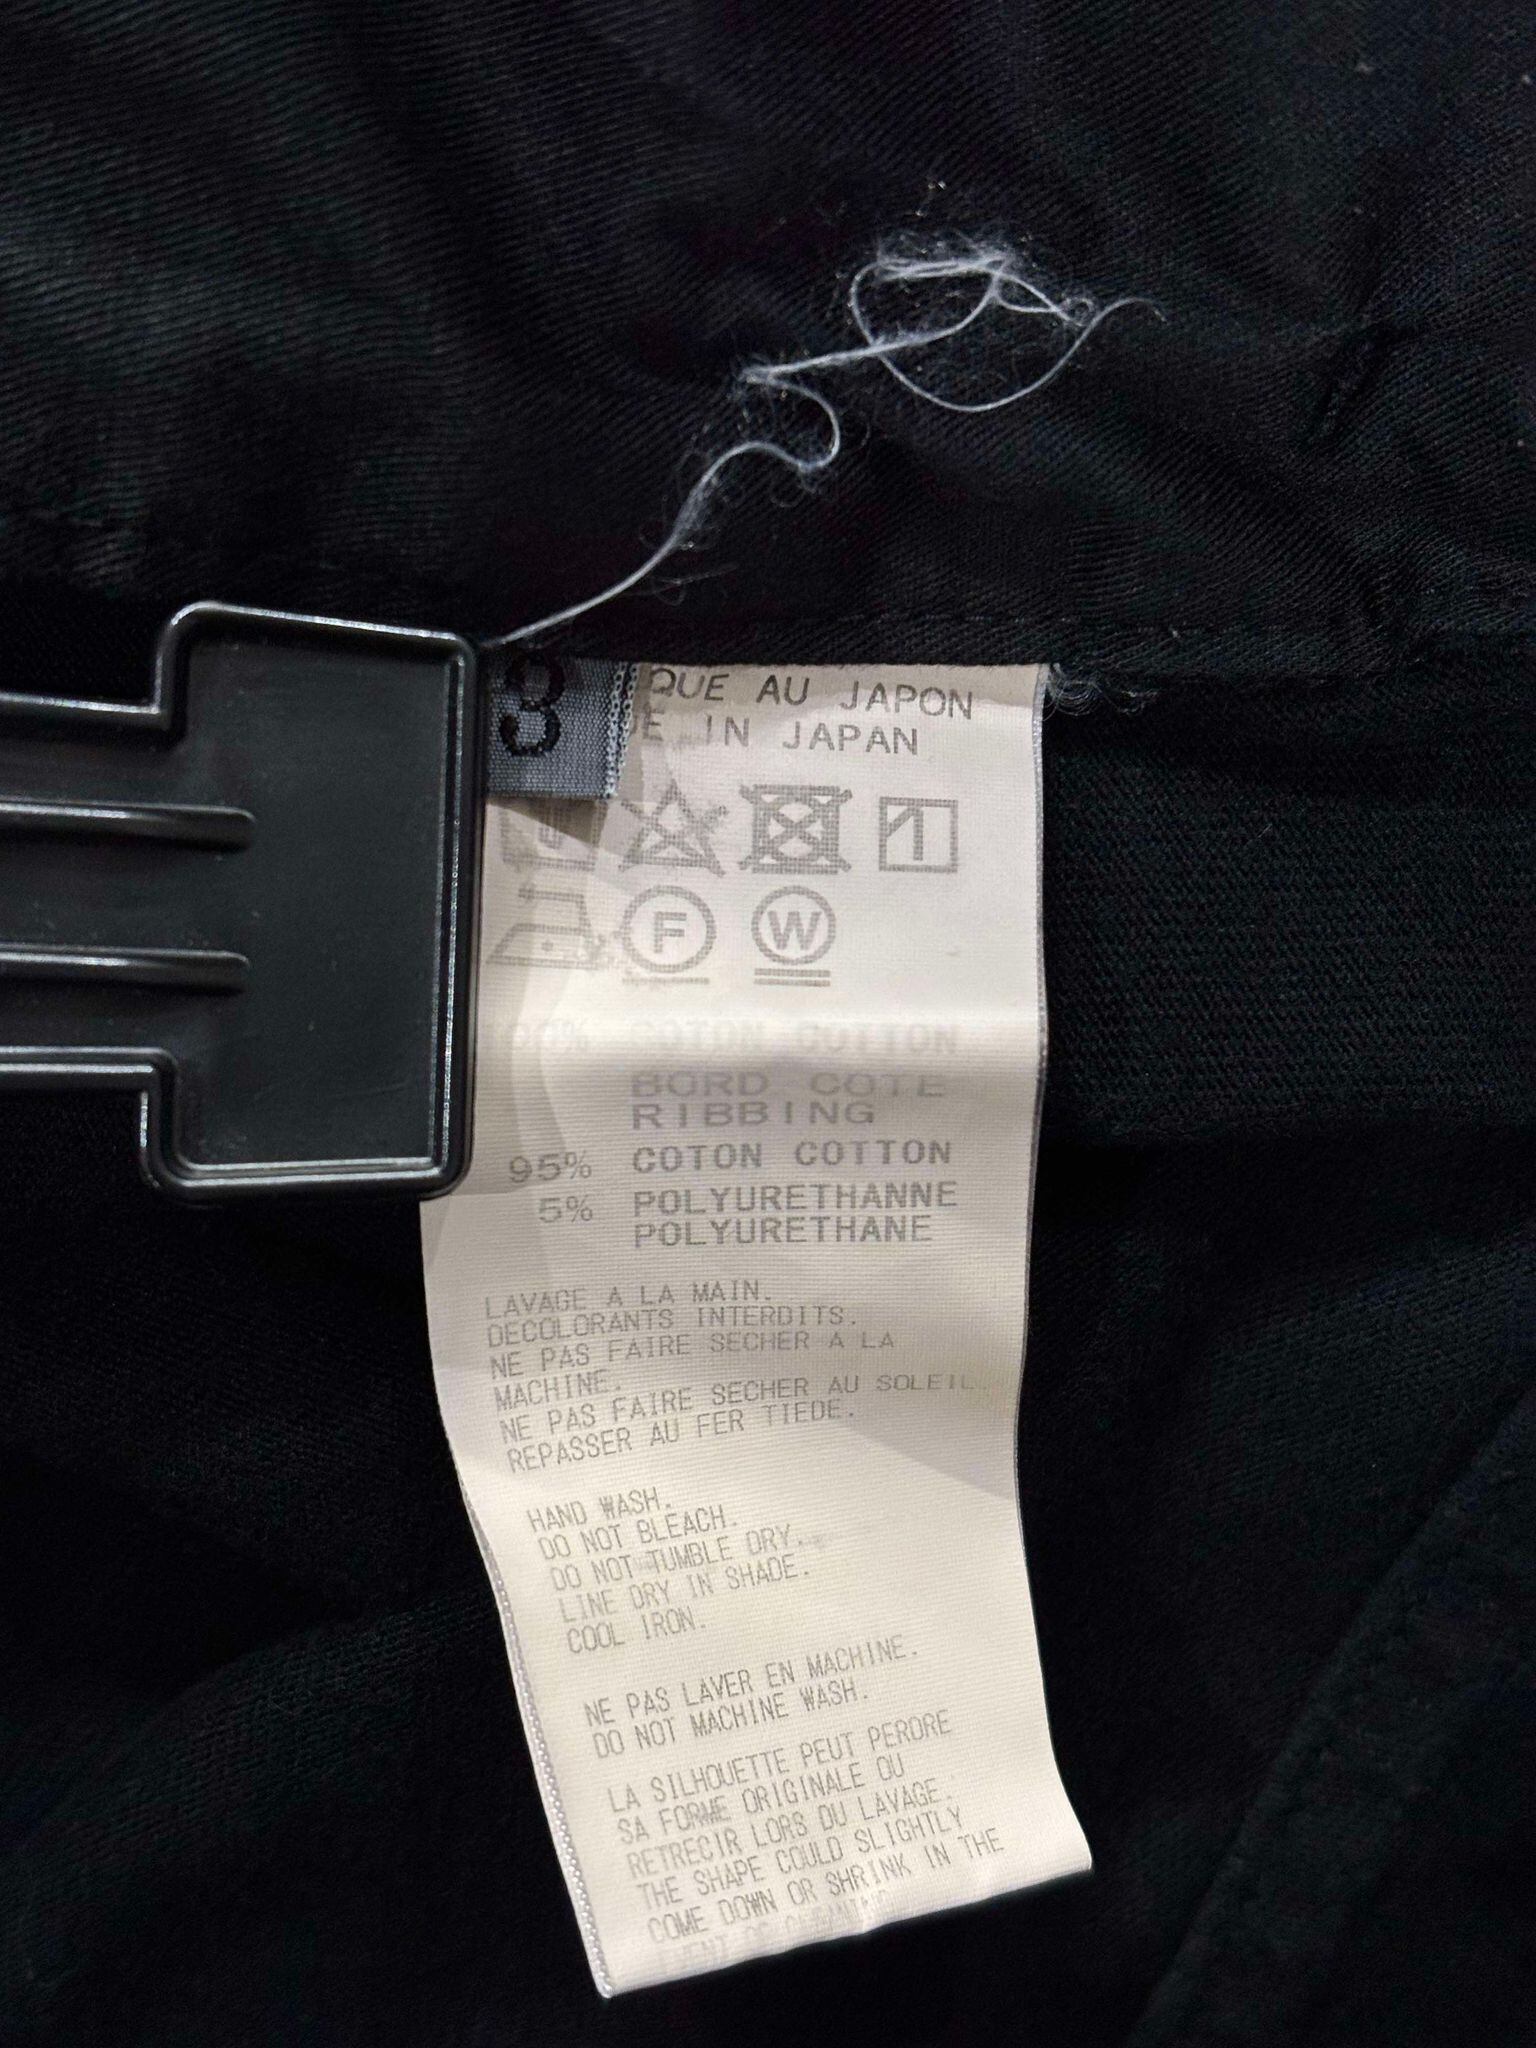 3
QUE AU JAPON
E IN JAPAN
F W
COTON COTTON
BORD COTE
RIBBING
95% COTON COTTON
5% POLYURETHANNE
POLYURETHANE
LAVAGE A LA MAIN.
DECOLORANTS INTERDITS.
NE PAS FAIRE SECHER A LA
MACHINE.
NE PAS FAIRE SECHER AU SOLEIL.
REPASSER AU FER TIEDE.
HAND WASH.
DO NOT BLEACH.
DO NOT TUMBLE DRY.
LINE DRY IN SHADE.
COOL IRON.
NE PAS LAVER EN MACHINE.
DO NOT MACHINE WASH.
LA SILHOUETTE PEUT PERDRE
SA FORME ORIGINALE OU
RETRECIR LORS DU LAVAGE.
THE SHAPE COULD SLIGHTLY
COME DOWN OR SHRINK IN THE